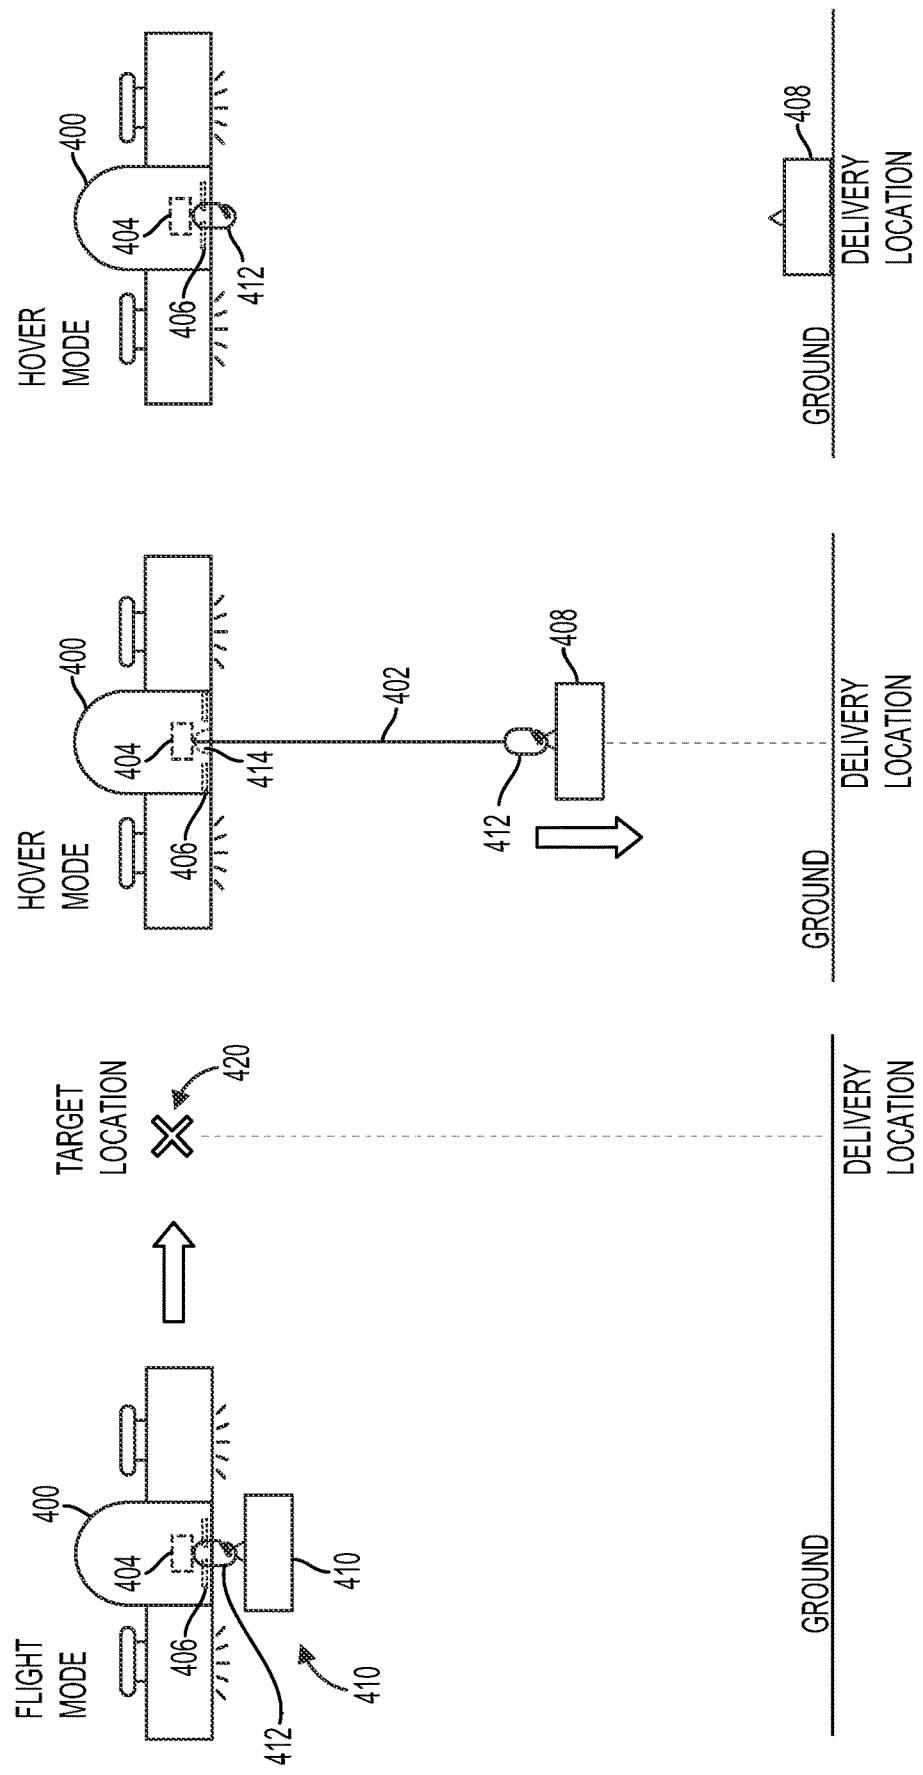 FLIGHT
MODE
400
404
406
412
410
410
TARGET
LOCATION
420
GROUND
DELIVERY
LOCATION
HOVER
MODE
400
404
406
414
402
412
408
GROUND
DELIVERY
LOCATION
HOVER
MODE
400
404
406
412
408
GROUND
DELIVERY
LOCATION